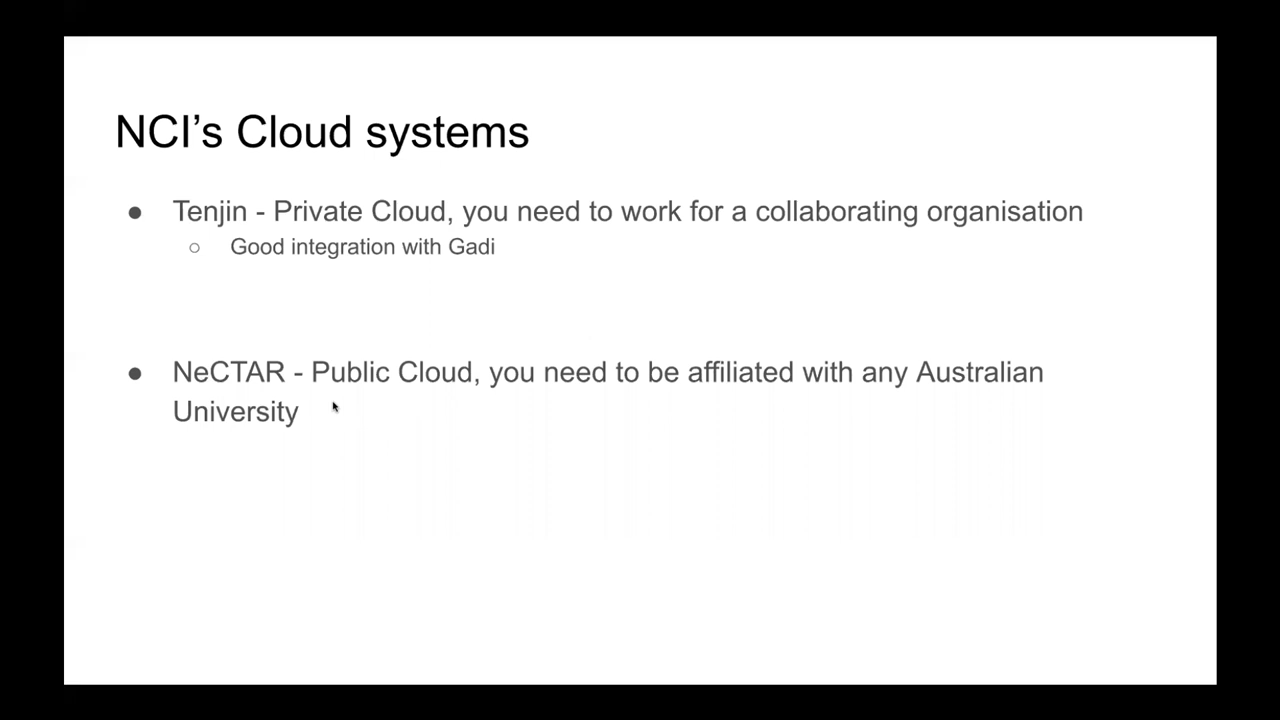 NCI’s Cloud systems
● Tenjin - Private Cloud, you need to work for a collaborating organisation
○ Good integration with Gadi
● NeCTAR - Public Cloud, you need to be affiliated with any Australian
University